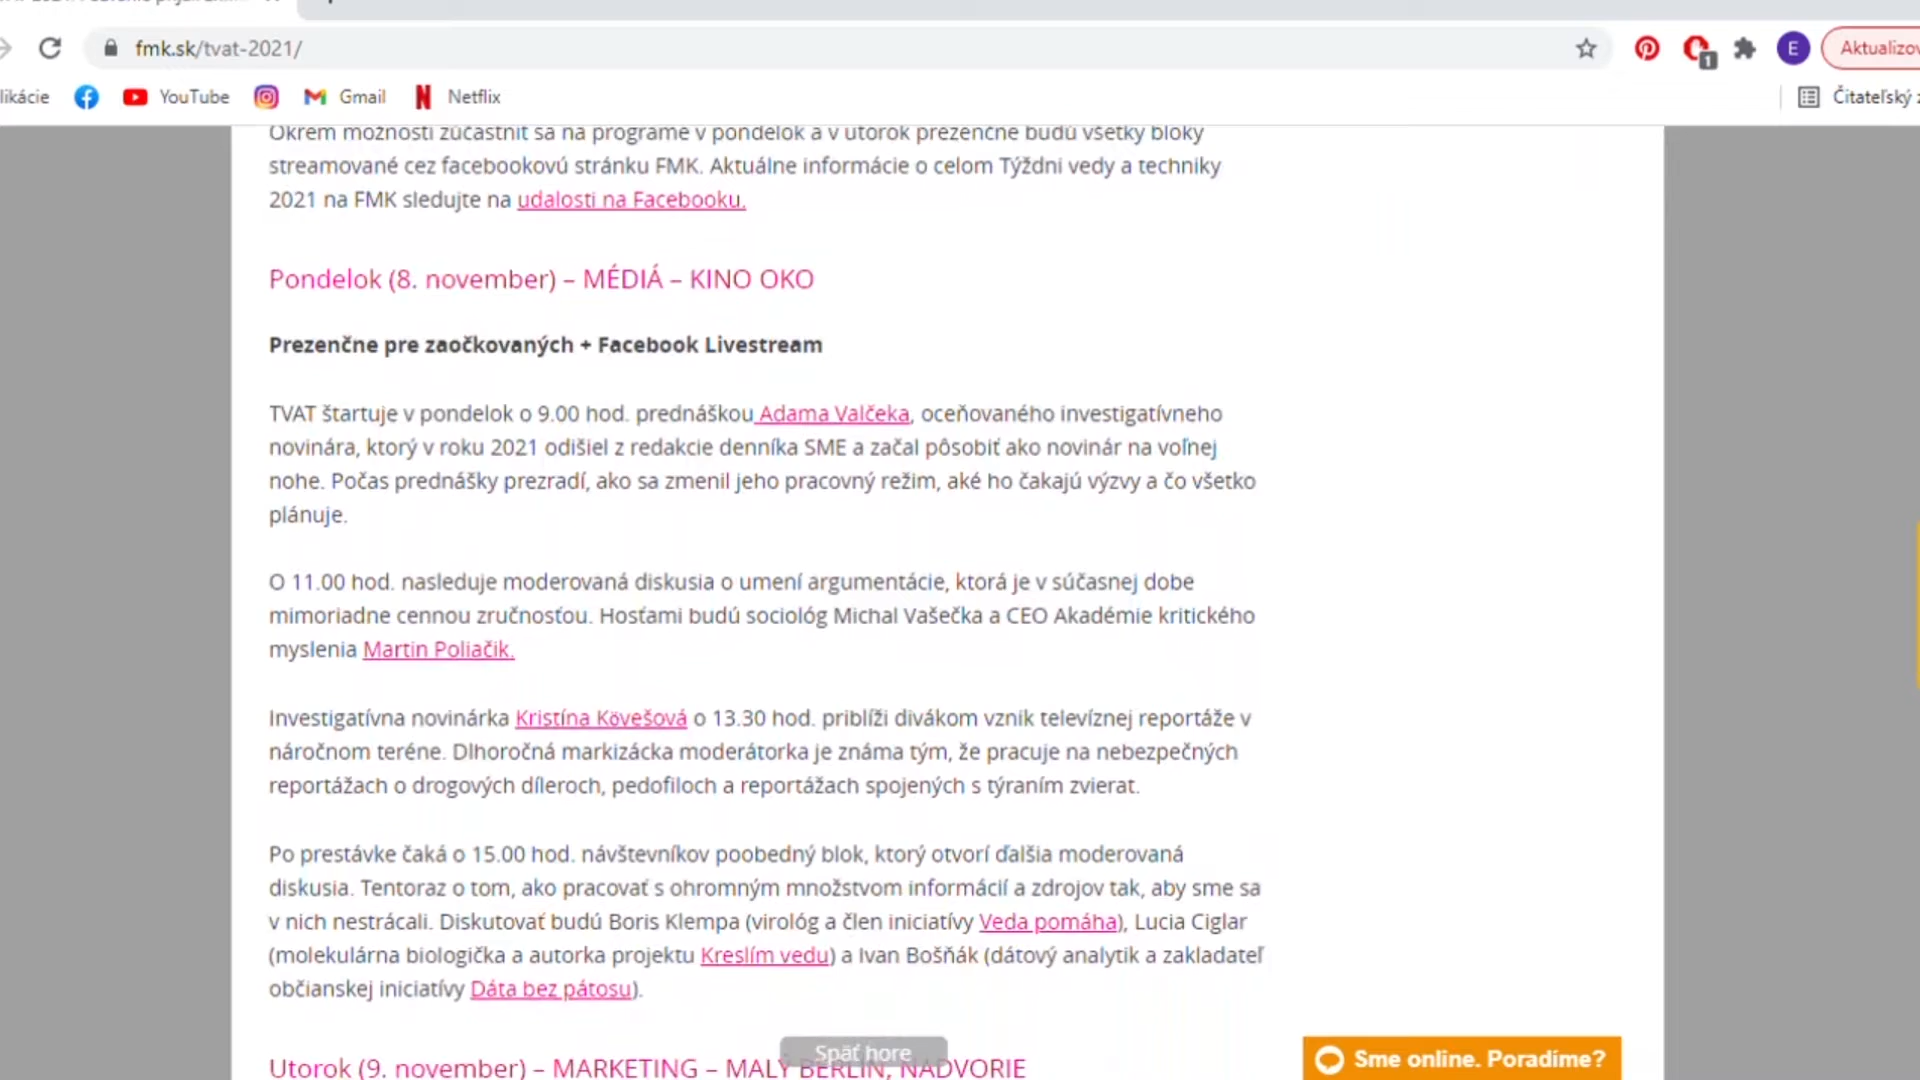 fmk.sk/tvat-2021/
E
Aktualizov
1
likácie
YouTube
Gmail
Netflix
Čitateľský z
Okrem možnosti zúčastniť sa na programe v pondelok a v utorok prezenčne budú všetky bloky
streamované cez facebookovú stránku FMK. Aktuálne informácie o celom Týždni vedy a techniky
2021 na FMK sledujte na udalosti na Facebooku.
Pondelok (8. november) – MÉDIÁ – KINO OKO
Prezenčne pre zaočkovaných + Facebook Livestream
TVAT štartuje v pondelok o 9.00 hod. prednáškou Adama Valčeka, oceňovaného investigatívneho
novinára, ktorý v roku 2021 odišiel z redakcie denníka SME a začal pôsobiť ako novinár na voľnej
nohe. Počas prednášky prezradí, ako sa zmenil jeho pracovný režim, aké ho čakajú výzvy a čo všetko
plánuje.
O 11.00 hod. nasleduje moderovaná diskusia o umení argumentácie, ktorá je v súčasnej dobe
mimoriadne cennou zručnosťou. Hosťami budú sociológ Michal Vašečka a CEO Akadémie kritického
myslenia Martin Poliačik.
Investigatívna novinárka Kristína Kövešová o 13.30 hod. priblíži divákom vznik televíznej reportáže v
náročnom teréne. Dlhoročná markizácka moderátorka je známa tým, že pracuje na nebezpečných
reportážach o drogových díleroch, pedofiloch a reportážach spojených s týraním zvierat.
Po prestávke čaká o 15.00 hod. návštevníkov poobedný blok, ktorý otvorí ďalšia moderovaná
diskusia. Tentoraz o tom, ako pracovať s ohromným množstvom informácií a zdrojov tak, aby sme sa
v nich nestrácali. Diskutovať budú Boris Klempa (virológ a člen iniciatívy Veda pomáha), Lucia Ciglar
(molekulárna biologička a autorka projektu Kreslím vedu) a Ivan Bošňák (dátový analytik a zakladateľ
občianskej iniciatívy Dáta bez pátosu).
Späť hore
Utorok (9. november) – MARKETING – MALÝ BERLÍN, NÁDVORIE
Sme online. Poradíme?